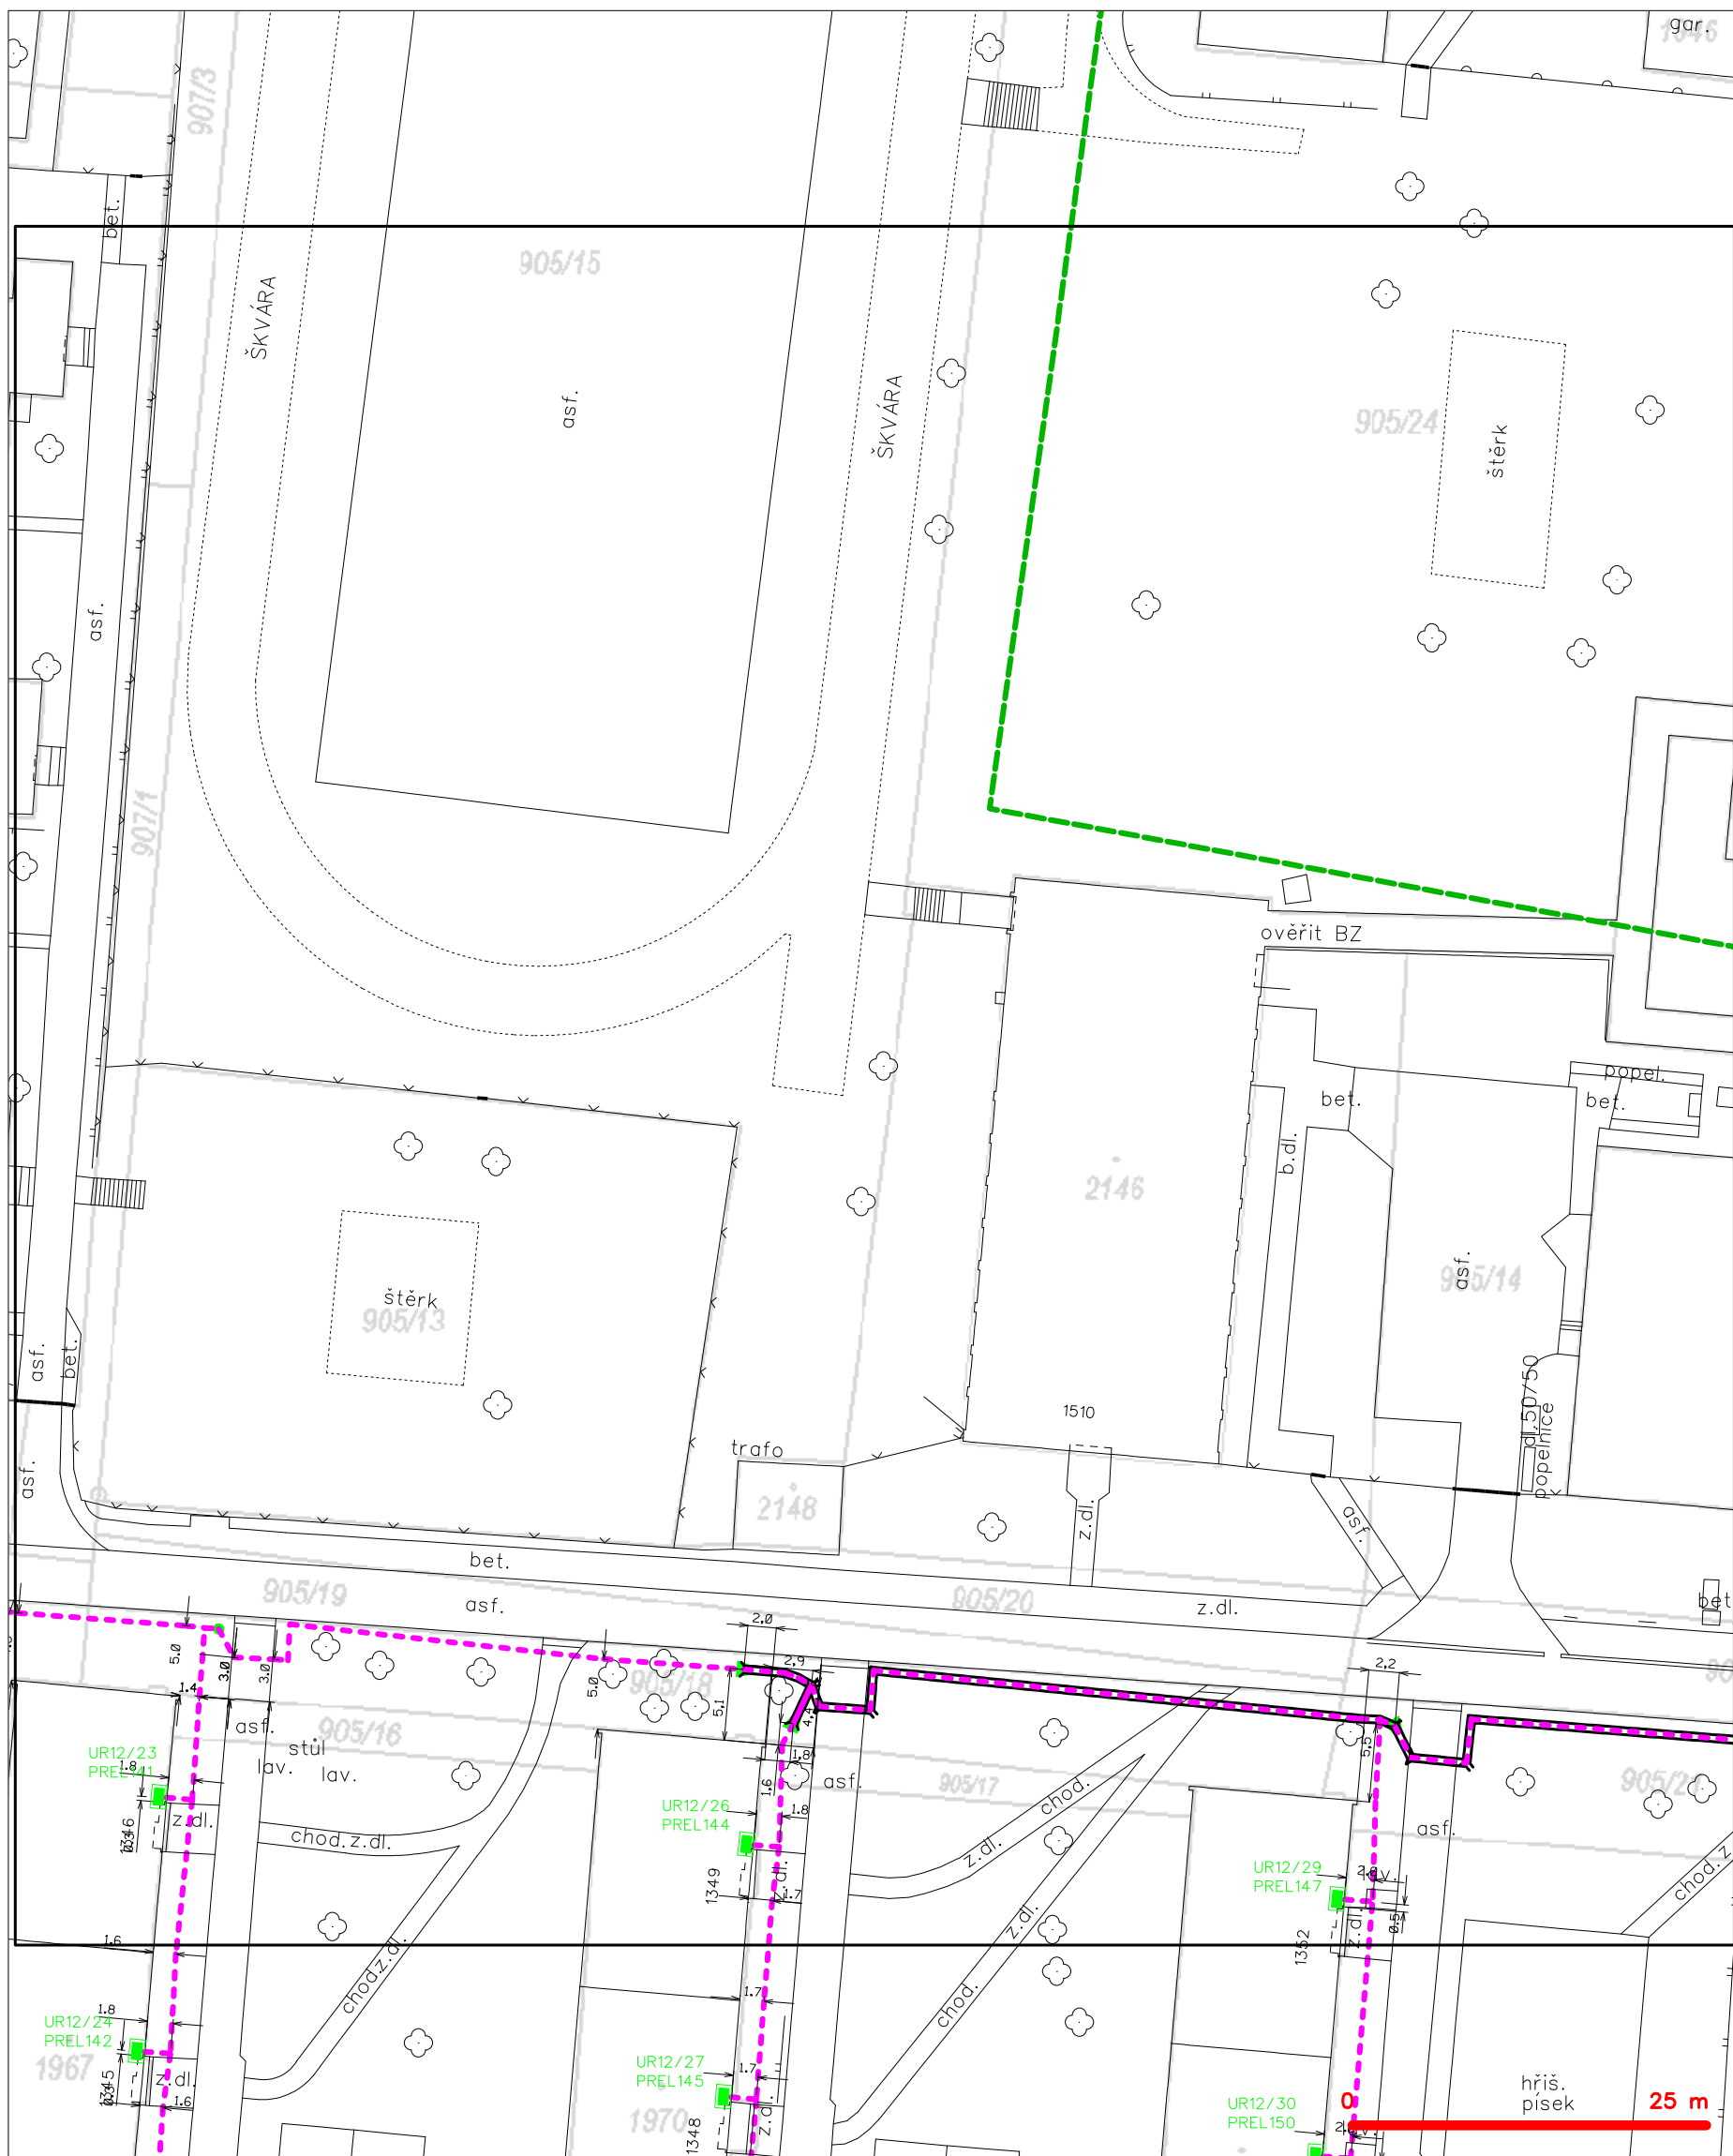 gar.
1046
907/3
bet.
905/15
ŠKVÁRA
asf.
ŠKVÁRA
905/24
štěrk
asf.
907/1
ověřit BZ
popel.
bet.
bet.
b.dl.
2146
905/14
asf.
štěrk
905/13
asf.
bet.
dl.50/50
popelnice
1510
trafo
2148
asf.
z.dl.
asf.
bet.
905/19
asf.
905/20
z.dl.
bet
2.0
2.2
5.0
3.0
3.0
5.0
2.9
5.1
4.4
5.5
905/18
1.4
asf.
905/16
stůl
lav.
lav.
UR12/23
PREL141
1.8
1.8
1.6
asf.
905/17
chod.
asf.
z.dl.
1346
chod.z.dl.
UR12/26
PREL144
1.8
z.dl.
z.dl.
1.7
1349
UR12/29
PREL147
z.dl.
0.5
1352
chod.z.
z.dl.
chod.z.dl.
chod.
1.6
1.7
1.8
UR12/24
PREL142
1967
1345
z.dl.
1.6
UR12/27
PREL145
1.7
1970
1348
z.dl.
UR12/30
PREL150
hřiš.
písek
0
25 m